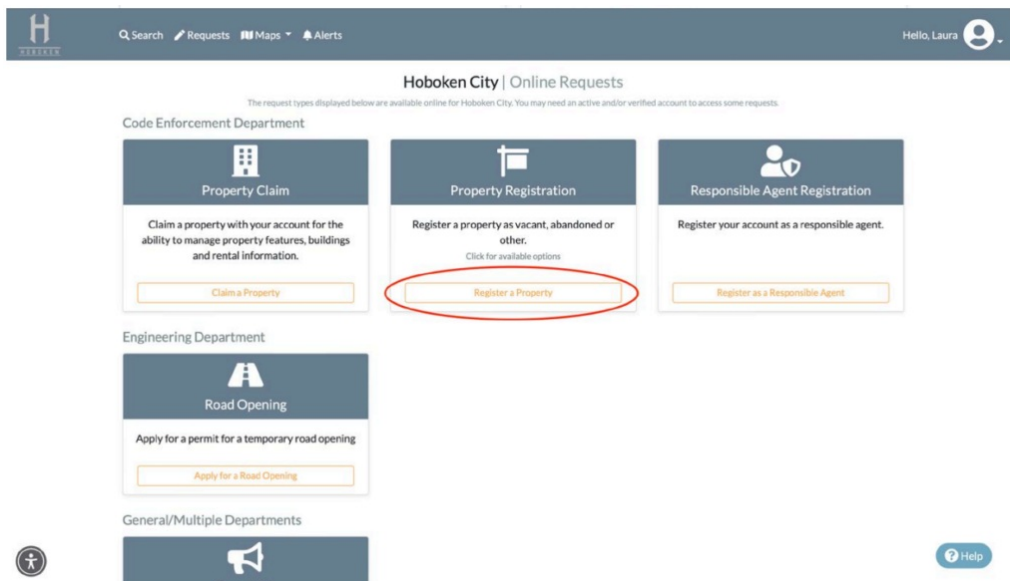 H
HOBOKEN
Search Requests Maps Alerts
Hello, Laura
Hoboken City | Online Requests
The request types displayed below are available online for Hoboken City. You may need an active and/or verified account to access some requests.
Code Enforcement Department
Property Claim
Claim a property with your account for the
ability to manage property features, buildings
and rental information.
Claim a Property
Property Registration
Register a property as vacant, abandoned or
other.
Click for available options
Register a Property
Responsible Agent Registration
Register your account as a responsible agent.
Register as a Responsible Agent
Engineering Department
Road Opening
Apply for a permit for a temporary road opening
Apply for a Road Opening
General/Multiple Departments
Help